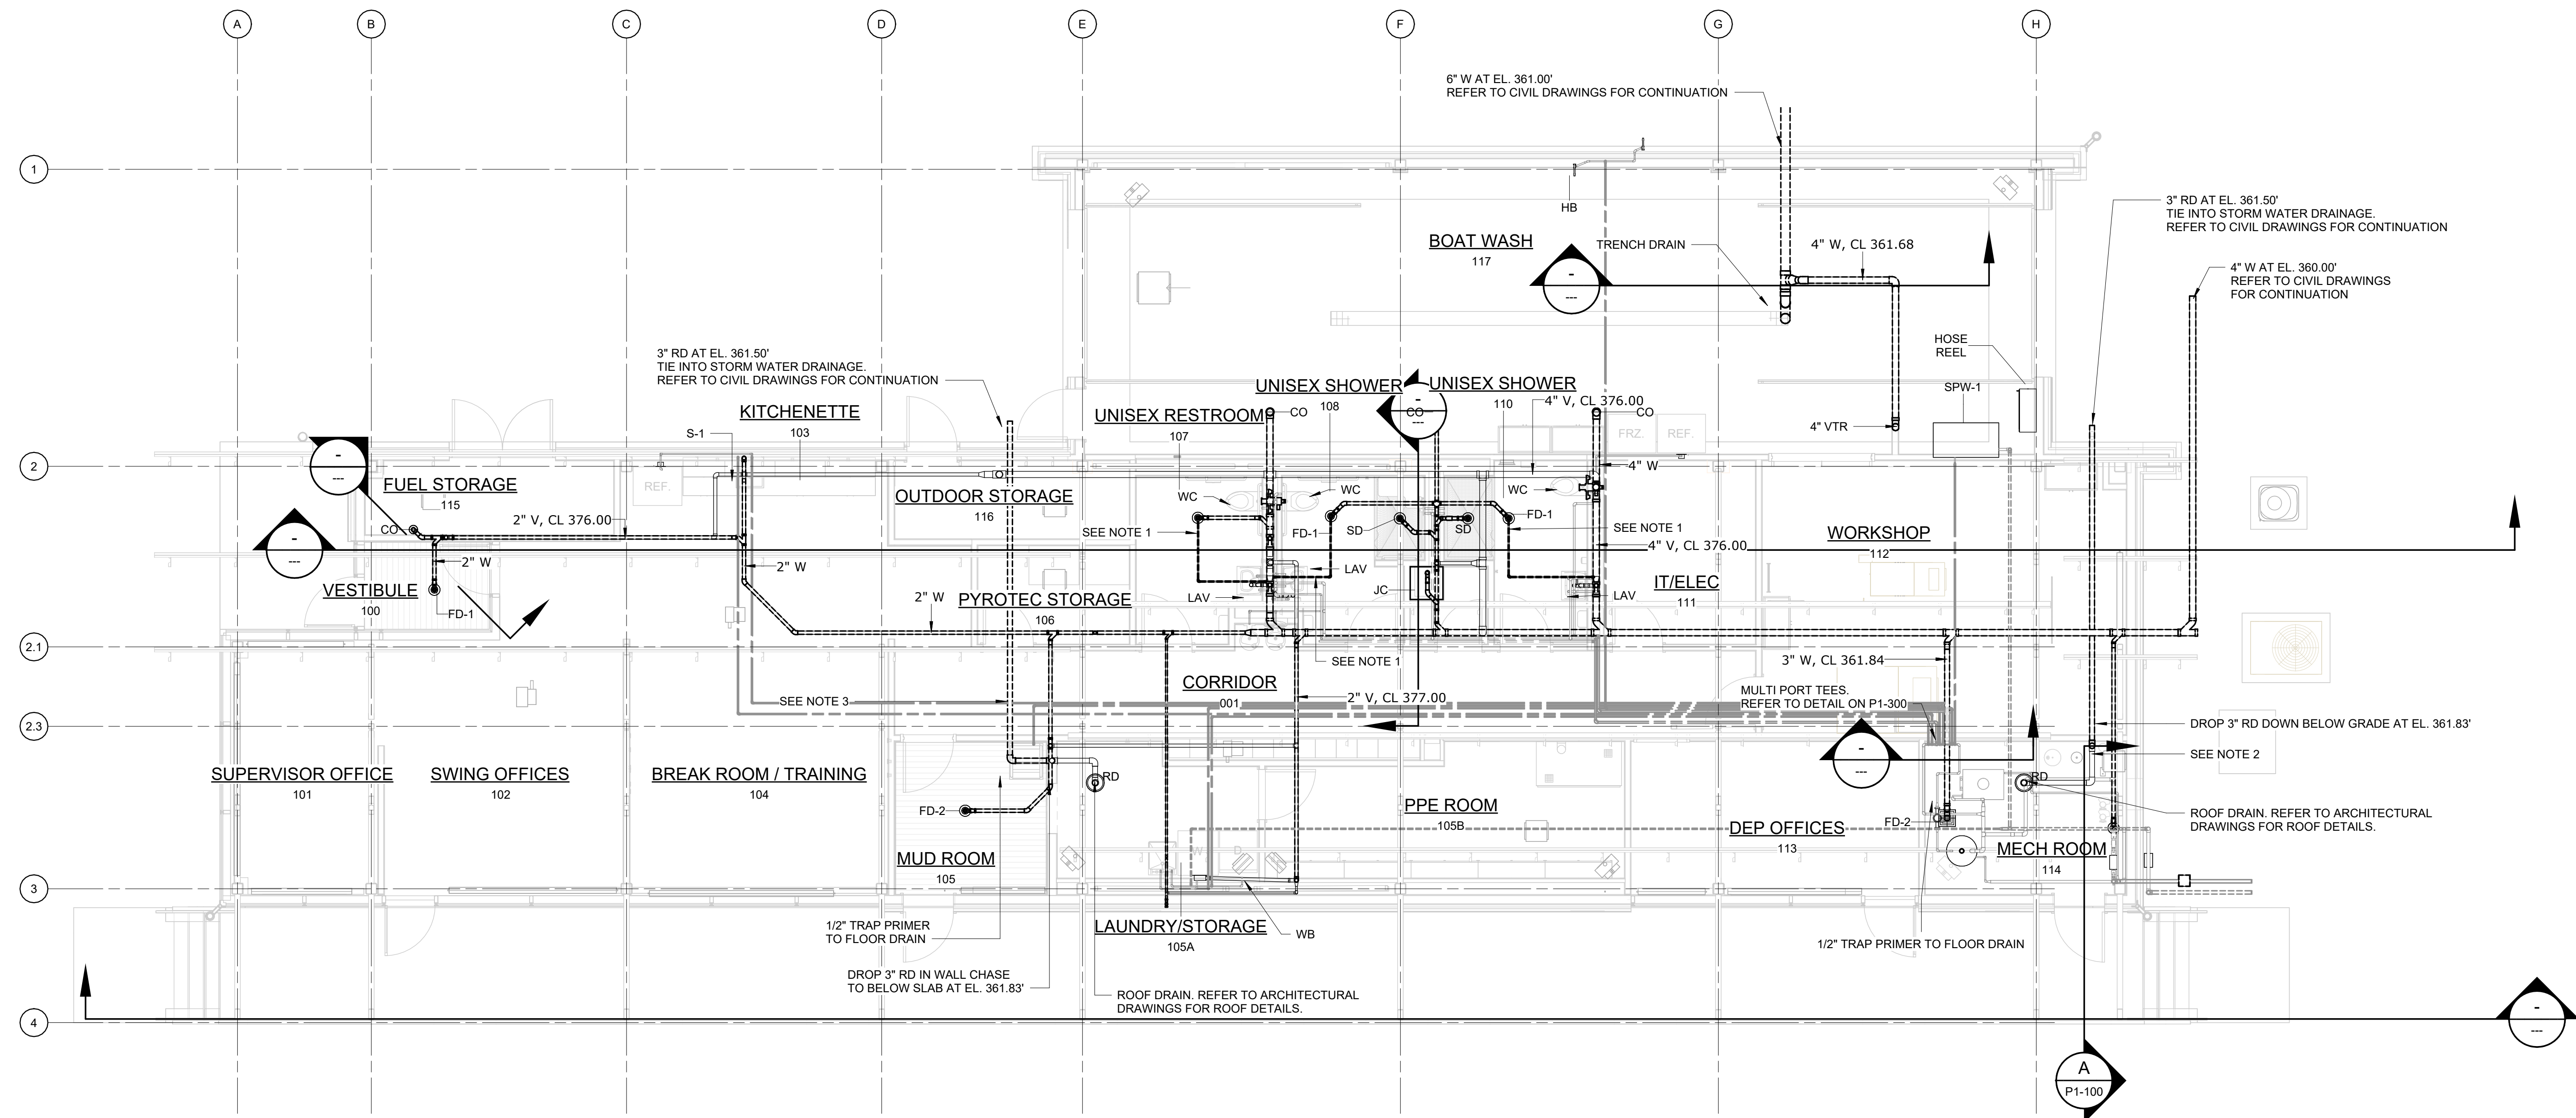 A
B
C
D
E
F
G
H
6" W AT EL. 361.00'
REFER TO CIVIL DRAWINGS FOR CONTINUATION
1
3" RD AT EL. 361.50'
TIE INTO STORM WATER DRAINAGE.
REFER TO CIVIL DRAWINGS FOR CONTINUATION
HB
BOAT WASH
117
TRENCH DRAIN
4" W, CL 361.68
-
---
4" W AT EL. 360.00'
REFER TO CIVIL DRAWINGS
FOR CONTINUATION
HOSE
REEL
3" RD AT EL. 361.50'
TIE INTO STORM WATER DRAINAGE.
REFER TO CIVIL DRAWINGS FOR CONTINUATION
UNISEX SHOWER
108
UNISEX SHOWER
110
SPW-1
4" V, CL 376.00
KITCHENETTE
103
UNISEX RESTROOM
107
CO
CO
-
---
CO
S-1
FRZ.
REF.
4" VTR
2
-
---
4" W
FUEL STORAGE
115
REF.
OUTDOOR STORAGE
116
WC
WC
WC
2" V, CL 376.00
CO
SEE NOTE 1
FD-1
SD
SD
FD-1
SEE NOTE 1
WORKSHOP
112
-
---
4" V, CL 376.00
2" W
2" W
LAV
IT/ELEC
111
VESTIBULE
100
JC
2" W
PYROTEC STORAGE
106
LAV
LAV
FD-1
2.1
SEE NOTE 1
3" W, CL 361.84
CORRIDOR
001
2" V, CL 377.00
MULTI PORT TEES.
REFER TO DETAIL ON P1-300
SEE NOTE 3
2.3
DROP 3" RD DOWN BELOW GRADE AT EL. 361.83'
-
---
SEE NOTE 2
SUPERVISOR OFFICE
101
SWING OFFICES
102
BREAK ROOM / TRAINING
104
RD
RD
PPE ROOM
105B
FD-2
FD-2
ROOF DRAIN. REFER TO ARCHITECTURAL
DRAWINGS FOR ROOF DETAILS.
DEP OFFICES
113
MUD ROOM
105
W
D
MECH ROOM
114
3
1/2" TRAP PRIMER
TO FLOOR DRAIN
LAUNDRY/STORAGE
105A
WB
1/2" TRAP PRIMER TO FLOOR DRAIN
DROP 3" RD IN WALL CHASE
TO BELOW SLAB AT EL. 361.83'
ROOF DRAIN. REFER TO ARCHITECTURAL
DRAWINGS FOR ROOF DETAILS.
4
-
---
A
P1-100